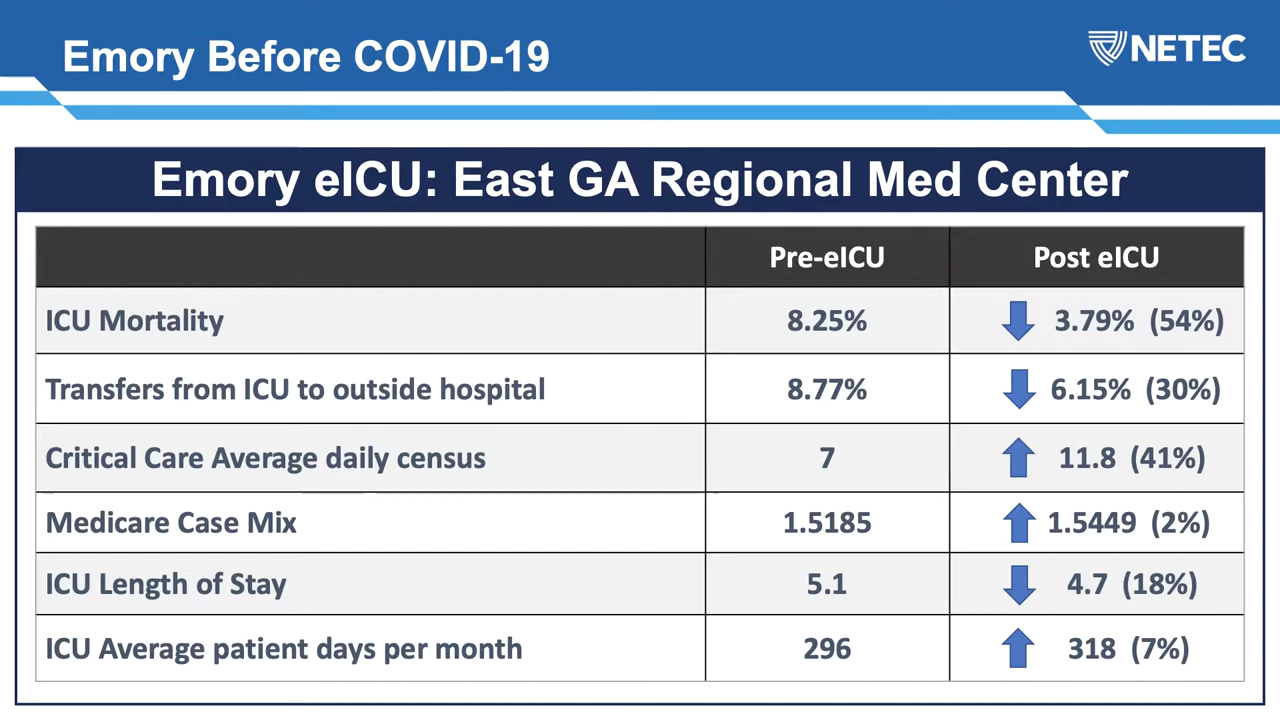 Emory Before COVID-19
NETEC
Emory eICU: East GA Regional Med Center
Pre-eICU Post eICU
ICU Mortality 8.25% 3.79% (54%)
Transfers from ICU to outside hospital 8.77% 6.15% (30%)
Critical Care Average daily census 7 11.8 (41%)
Medicare Case Mix 1.5185 1.5449 (2%)
ICU Length of Stay 5.1 4.7 (18%)
ICU Average patient days per month 296 318 (7%)